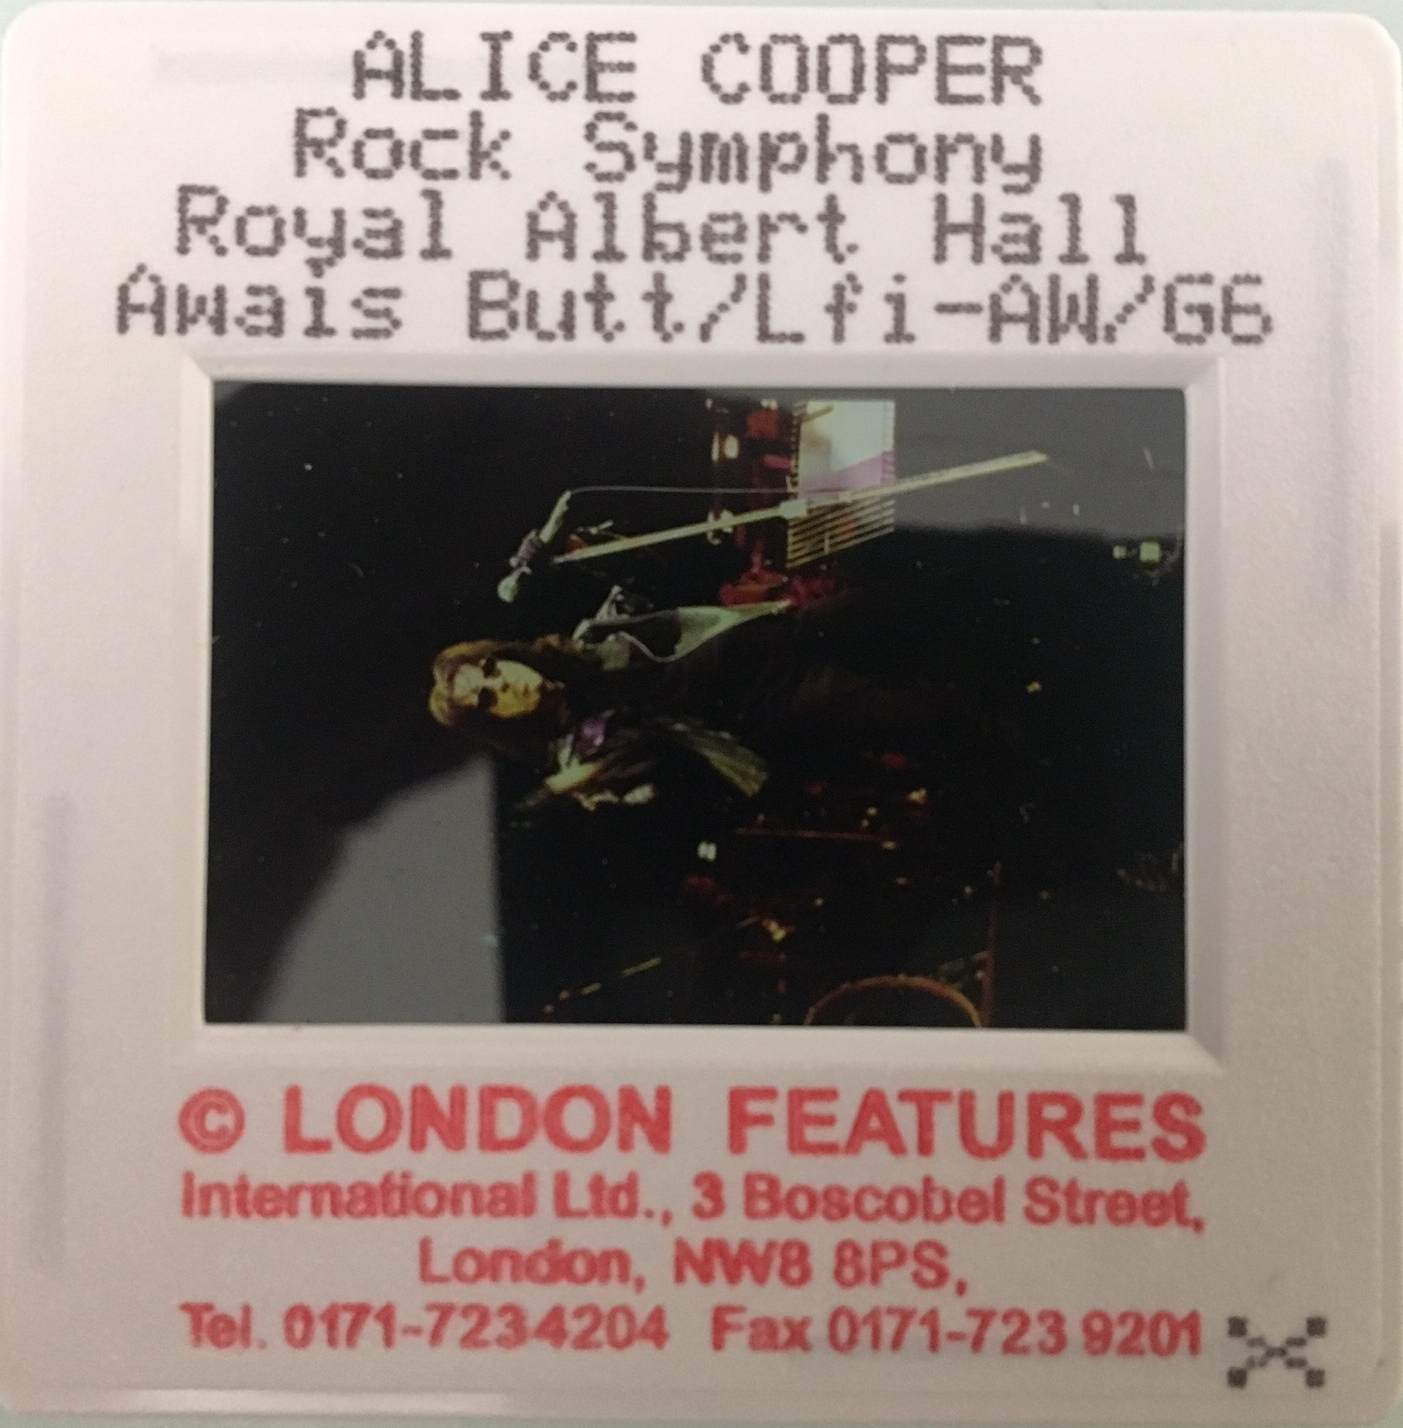 ALICE COOPER
Rock Symphony
Royal Albert Hall
Awais Butt/Lfi-AW/G6
© LONDON FEATURES
International Ltd., 3 Boscobel Street,
London, NW8 8PS,
Tel. 0171-7234204 Fax 0171-723 9201